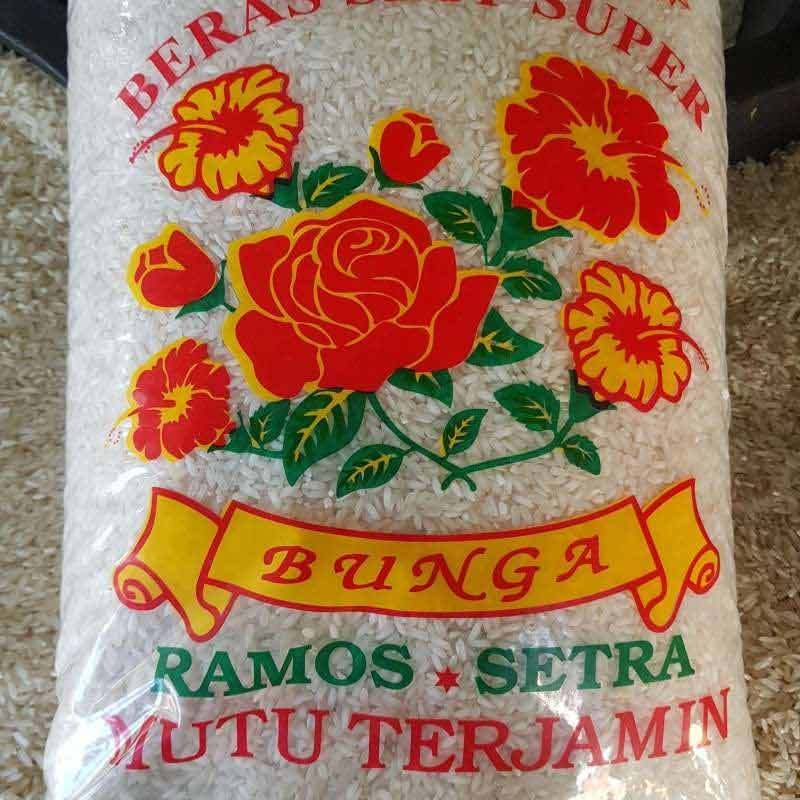 BERAS SUPER
BUNGA
RAMOS ★ SETRA
MUTU TERJAMIN